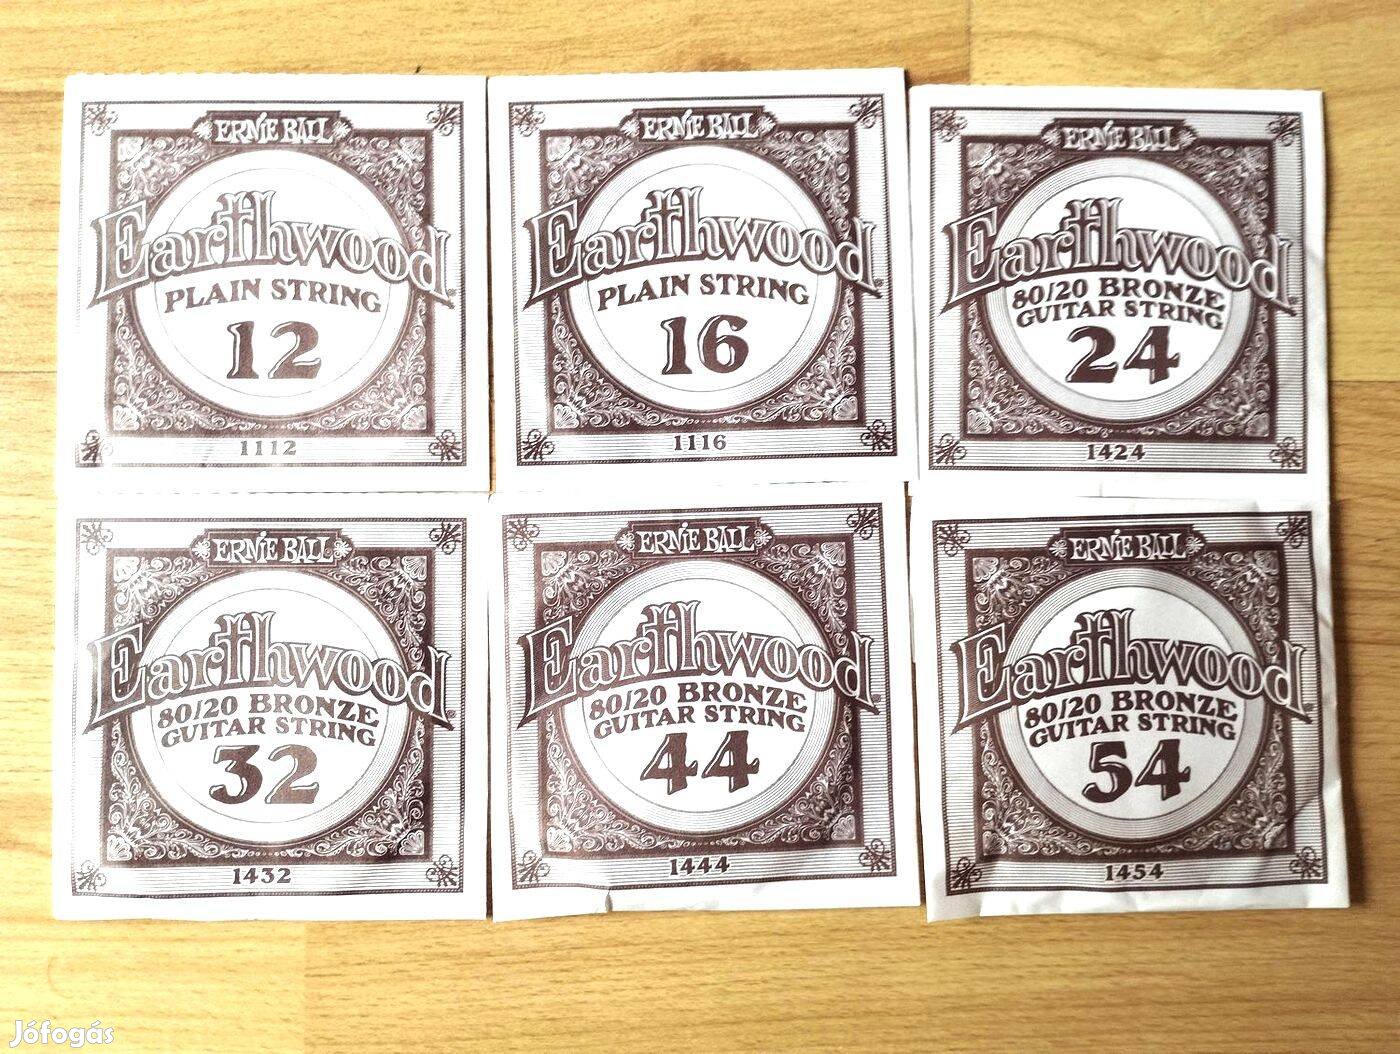 ERNIE BALL
Earthwood
PLAIN STRING
12
1112
ERNIE BALL
Earthwood
PLAIN STRING
16
1116
ERNIE BALL
Earthwood
80/20 BRONZE
GUITAR STRING
24
1424
ERNIE BALL
Earthwood
80/20 BRONZE
GUITAR STRING
32
1432
ERNIE BALL
Earthwood
80/20 BRONZE
GUITAR STRING
44
1444
ERNIE BALL
Earthwood
80/20 BRONZE
GUITAR STRING
54
1454
Jófogás